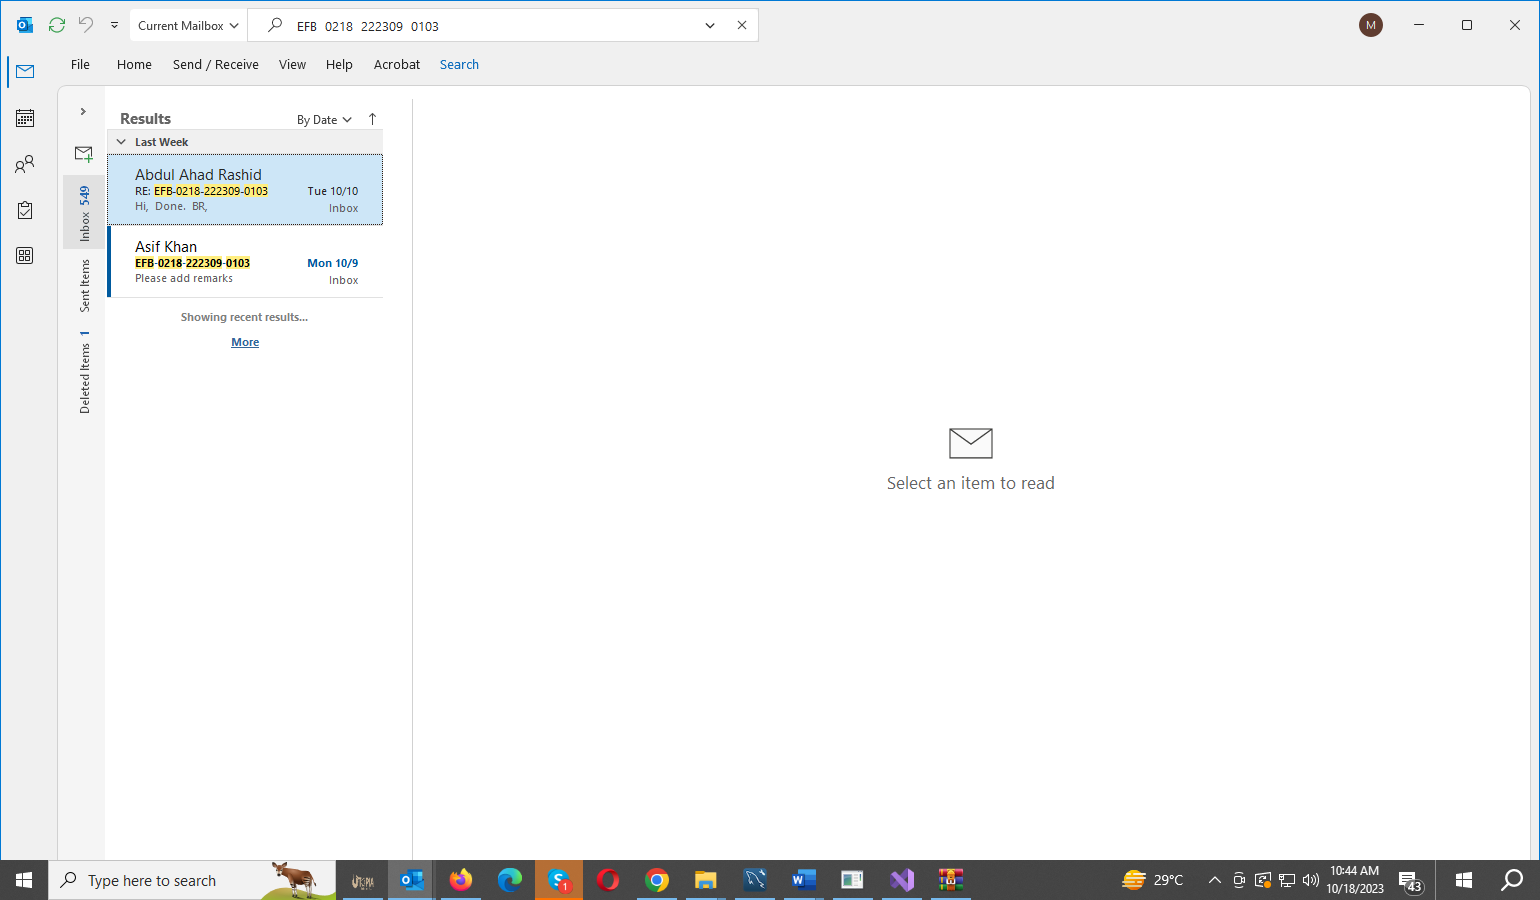 Current Mailbox
EFB 0218 222309 0103
M
File Home Send / Receive View Help Acrobat Search
Results By Date
Last Week
Abdul Ahad Rashid
RE: EFB-0218-222309-0103 Tue 10/10
Hi, Done. BR, Inbox
Asif Khan
EFB-0218-222309-0103 Mon 10/9
Please add remarks Inbox
Showing recent results...
More
Inbox 549
Sent Items
Deleted Items 1
Select an item to read
Type here to search
UTOPIA
1
29°C
10:44 AM
10/18/2023
43